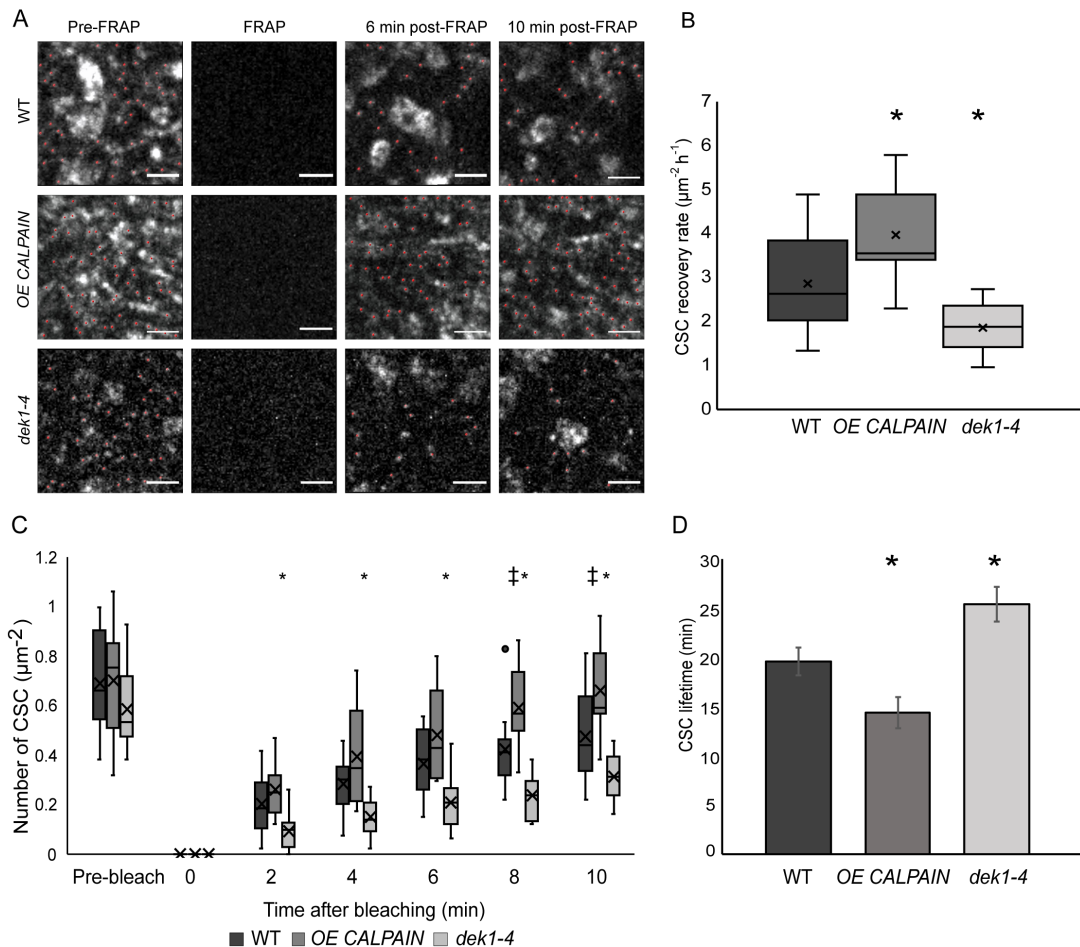 A
Pre-FRAP FRAP 6 min post-FRAP 10 min post-FRAP
WT
OE CALPAIN
dek1-4
B
CSC recovery rate (µm-2 h-1)
7
6
5
4
3
2
1
0
* *
WT OE CALPAIN dek1-4
C
Number of CSC (µm-2)
1.2
1
0.8
0.6
0.4
0.2
0
* * * ‡* ‡*
Pre-bleach 0 2 4 6 8 10
Time after bleaching (min)
WT OE CALPAIN dek1-4
D
CSC lifetime (min)
30
25
20
15
10
5
0
* *
WT OE CALPAIN dek1-4